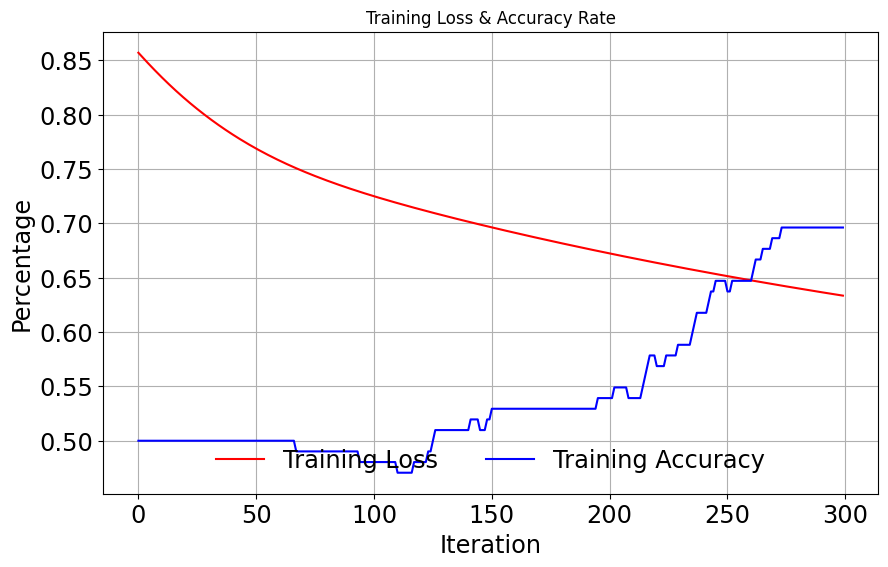 Training Loss & Accuracy Rate
0.85
0.80
0.75
0.70
0.65
0.60
0.55
0.50
Percentage
Training Loss Training Accuracy
0 50 100 150 200 250 300
Iteration